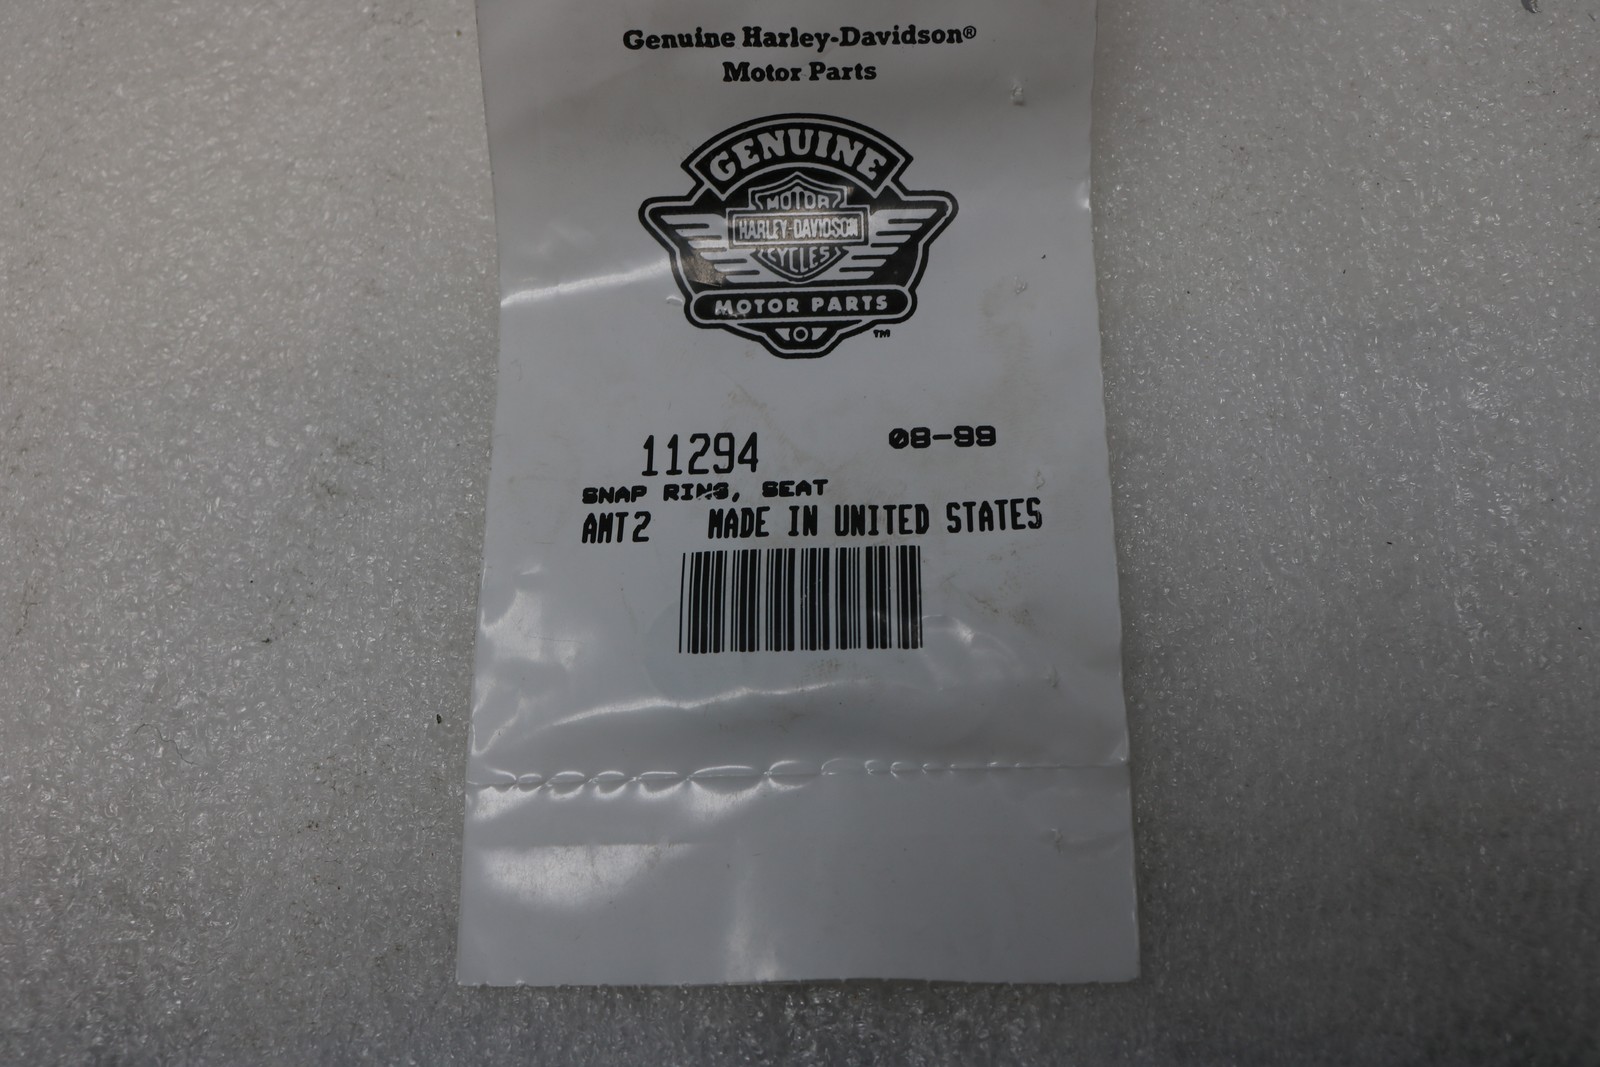 Genuine Harley-Davidson®
Motor Parts
GENUINE
MOTOR
HARLEY-DAVIDSON
CYCLES
MOTOR PARTS
™
11294 08-99
SNAP RING, SEAT
AMT2 MADE IN UNITED STATES